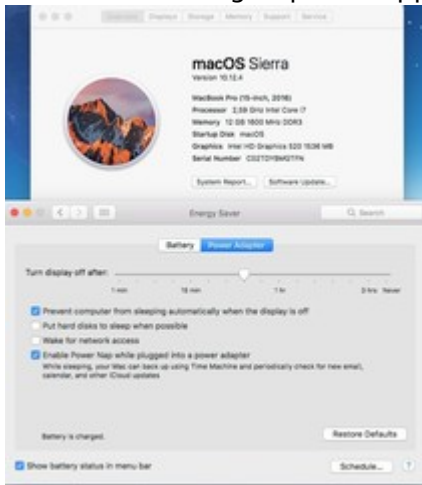 Overview Displays Storage Memory Support Service
macOS Sierra
Version 10.12.4
MacBook Pro (15-inch, 2016)
Processor 2,59 GHz Intel Core i7
Memory 12 GB 1600 MHz DDR3
Startup Disk macOS
Graphics Intel HD Graphics 520 1536 MB
Serial Number
System Report... Software Update...
Energy Saver
Search
Battery Power Adapter
Turn display off after:
1 min 15 min 1 hr 3 hrs Never
Prevent computer from sleeping automatically when the display is off
Put hard disks to sleep when possible
Wake for network access
Enable Power Nap while plugged into a power adapter
While sleeping, your Mac can back up using Time Machine and periodically check for new email,
calendar, and other iCloud updates
Battery is charged.
Restore Defaults
Show battery status in menu bar
Schedule... ?